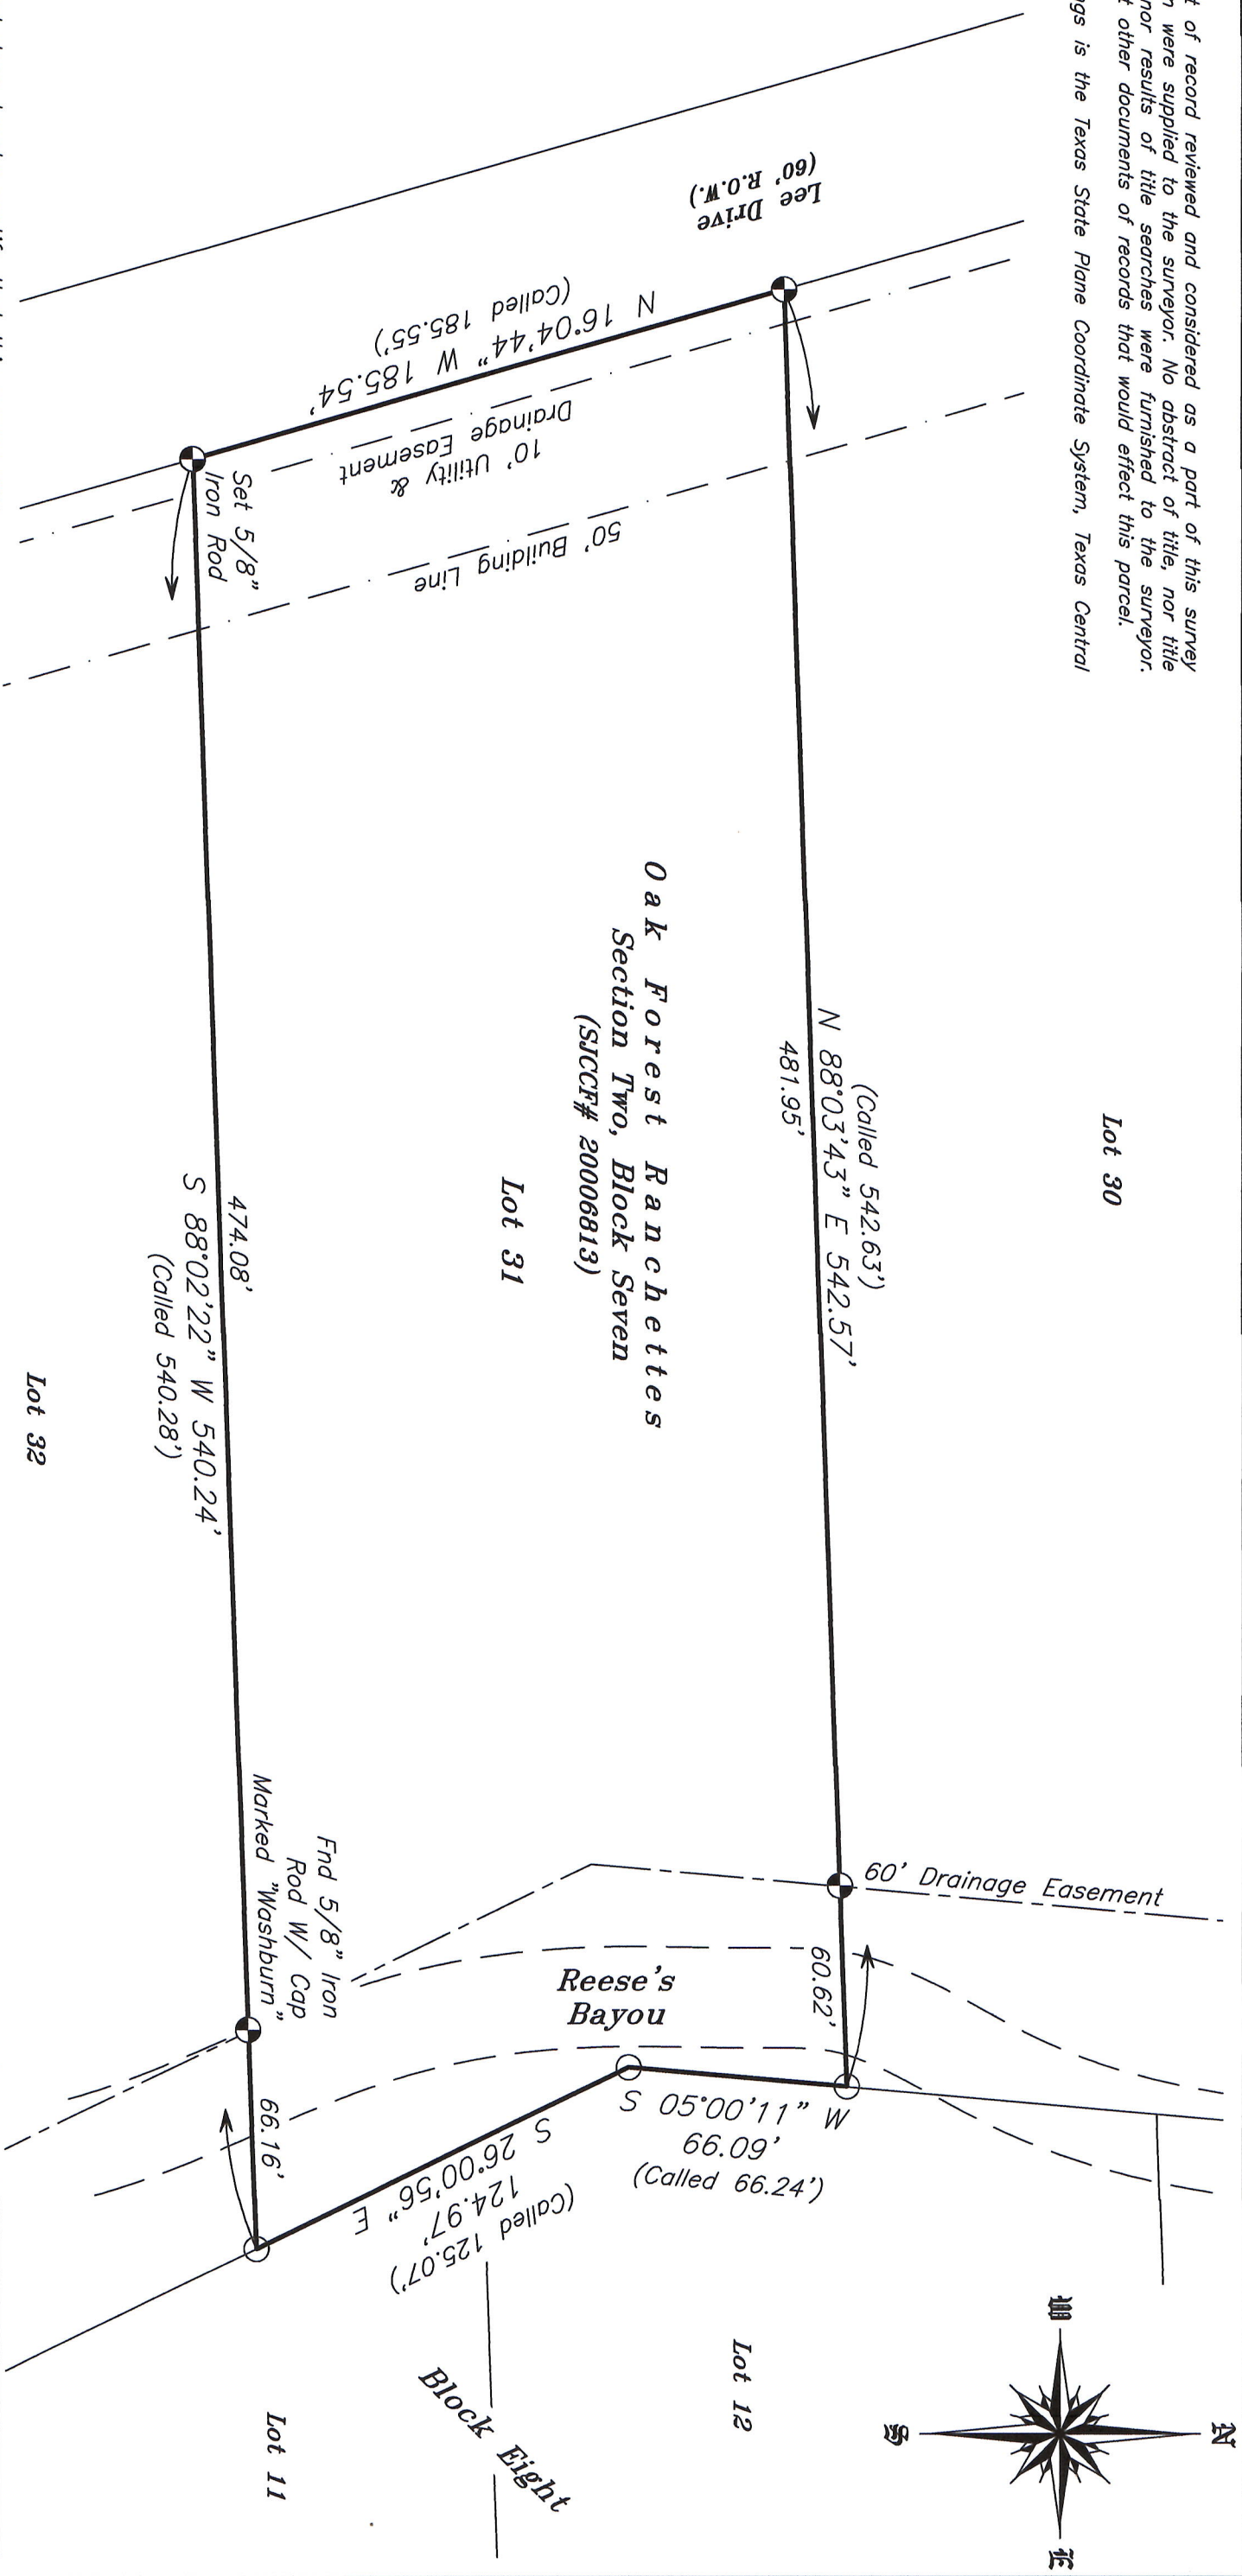 t of record reviewed and considered as a part of this survey
n were supplied to the surveyor. No abstract of title, nor title
nor results of title searches were furnished to the surveyor.
t other documents of records that would effect this parcel.
gs is the Texas State Plane Coordinate System, Texas Central
Lee Drive
(60' R.O.W.)
N 16°04'44" W 185.54'
(Called 185.55')
10' Utility &
Drainage Easement
50' Building Line
Set 5/8"
Iron Rod
Lot 30
(Called 542.63')
N 88°03'43" E 542.57'
481.95'
Oak Forest Ranchettes
Section Two, Block Seven
(SJCCF# 20006813)
Lot 31
474.08'
S 88°02'22" W 540.24'
(Called 540.28')
Lot 32
Fnd 5/8" Iron
Rod W/ Cap
Marked "Washburn"
60' Drainage Easement
60.62'
Reese's
Bayou
66.16'
S 05°00'11" W
66.09'
(Called 66.24')
S 26°00'56" E
124.97'
(Called 125.07')
Lot 12
Block Eight
Lot 11
N
W
E
S